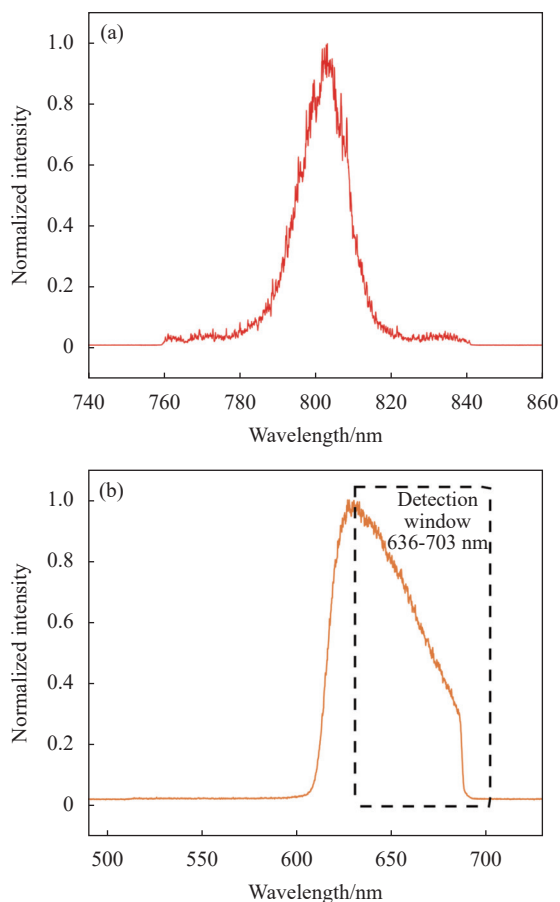 (a)
1.0
0.8
0.6
0.4
0.2
0
Normalized intensity
740 760 780 800 820 840 860
Wavelength/nm
(b)
1.0
0.8
0.6
0.4
0.2
0
Normalized intensity
Detection
window
636-703 nm
500 550 600 650 700
Wavelength/nm